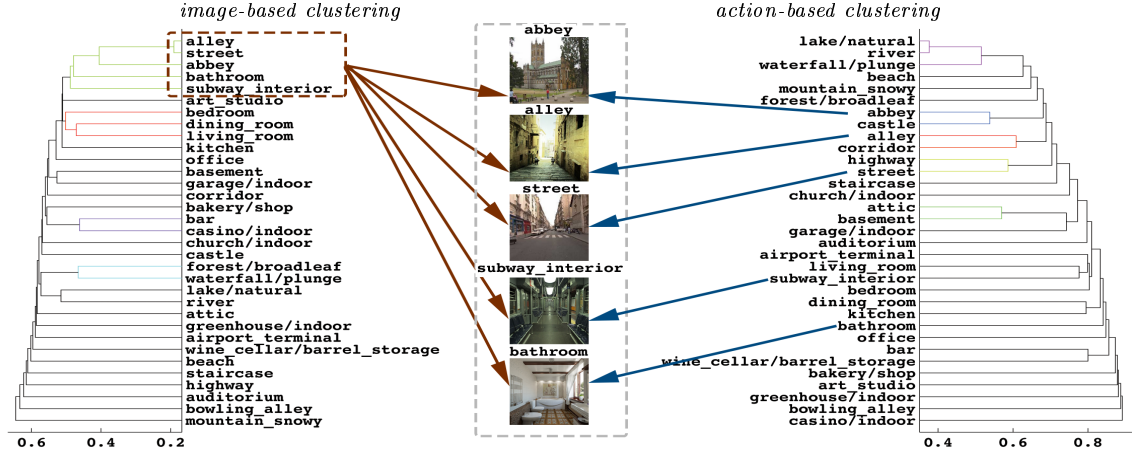 image-based clustering
alley
street
abbey
bathroom
subway_interior
art_studio
bedroom
dining_room
living_room
kitchen
office
basement
garage/indoor
corridor
bakery/shop
bar
casino/indoor
church/indoor
castle
forest/broadleaf
waterfall/plunge
lake/natural
river
attic
greenhouse/indoor
airport_terminal
wine_cellar/barrel_storage
beach
staircase
highway
auditorium
bowling_alley
mountain_snowy
0.6 0.4 0.2
abbey
alley
street
subway_interior
bathroom
action-based clustering
lake/natural
river
waterfall/plunge
beach
mountain_snowy
forest/broadleaf
abbey
castle
alley
corridor
highway
street
staircase
church/indoor
attic
basement
garage/indoor
auditorium
airport_terminal
living_room
subway_interior
bedroom
dining_room
kitchen
bathroom
office
bar
wine_cellar/barrel_storage
bakery/shop
art_studio
greenhouse/indoor
bowling_alley
casino/indoor
0.4 0.6 0.8